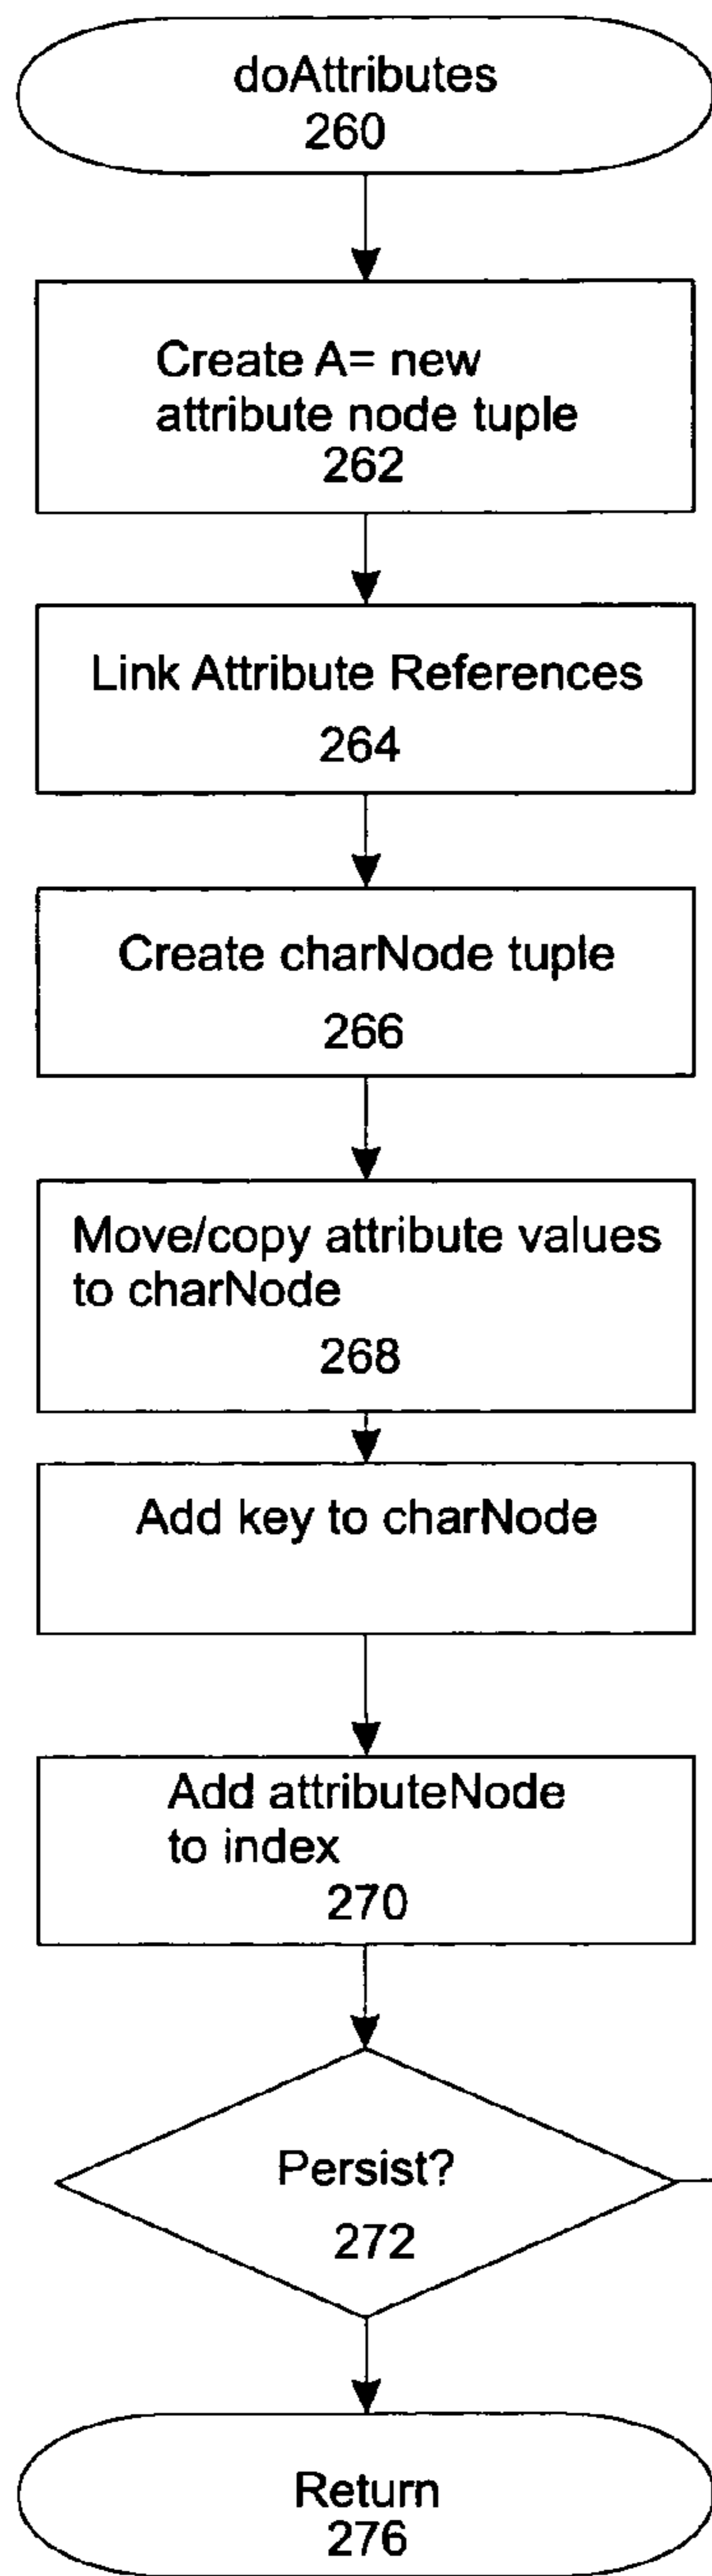 doAttributes
260
Create A= new
attribute node tuple
262
Link Attribute References
264
Create charNode tuple
266
Move/copy attribute values
to charNode
268
Add key to charNode
Add attributeNode
to index
270
Persist?
272
Return
276